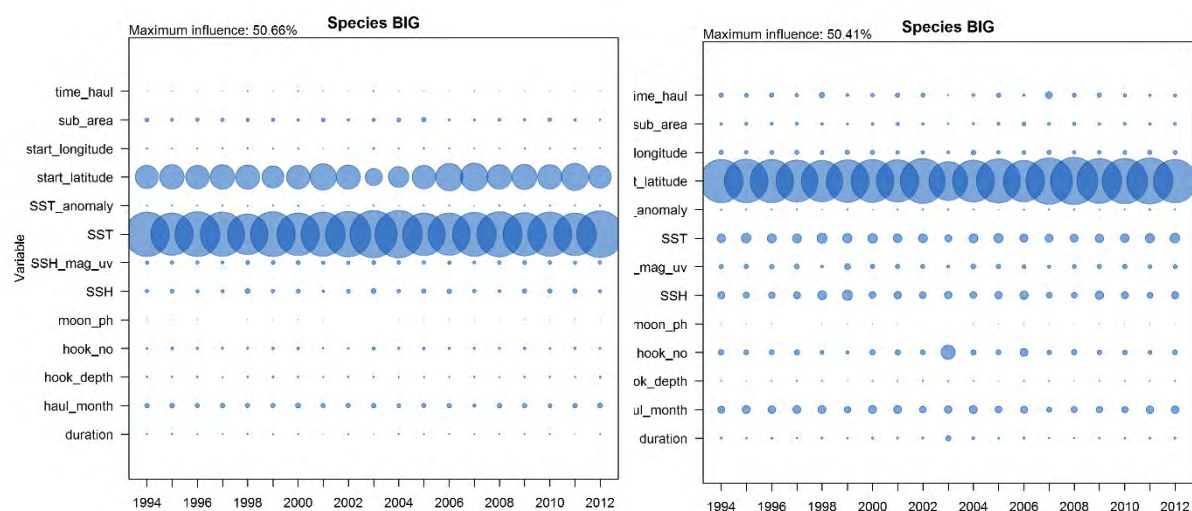 Species BIG
Maximum influence: 50.66%
Variable
time_haul
sub_area
start_longitude
start_latitude
SST_anomaly
SST
SSH_mag_uv
SSH
moon_ph
hook_no
hook_depth
haul_month
duration
1994 1996 1998 2000 2002 2004 2006 2008 2010 2012
Species BIG
Maximum influence: 50.41%
ime_haul
sub_area
longitude
t_latitude
_anomaly
SST
_mag_uv
SSH
moon_ph
hook_no
ok_depth
ul_month
duration
1994 1996 1998 2000 2002 2004 2006 2008 2010 2012